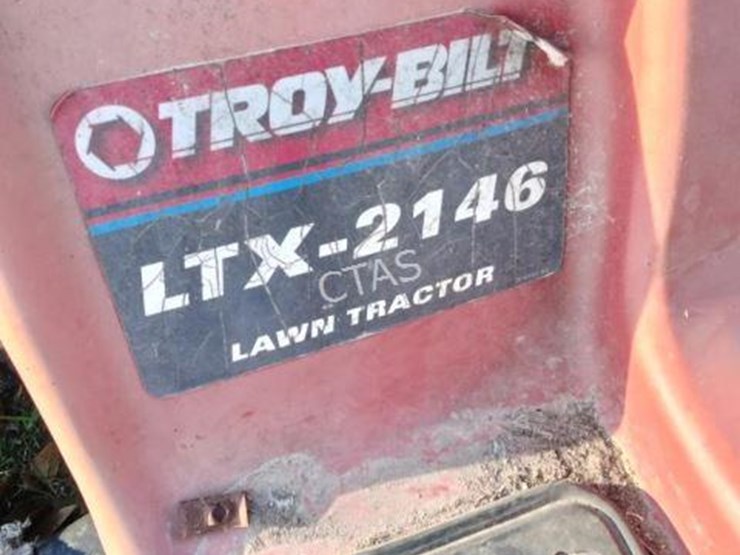 TROY-BILT
LTX-2146
CTAS
LAWN TRACTOR